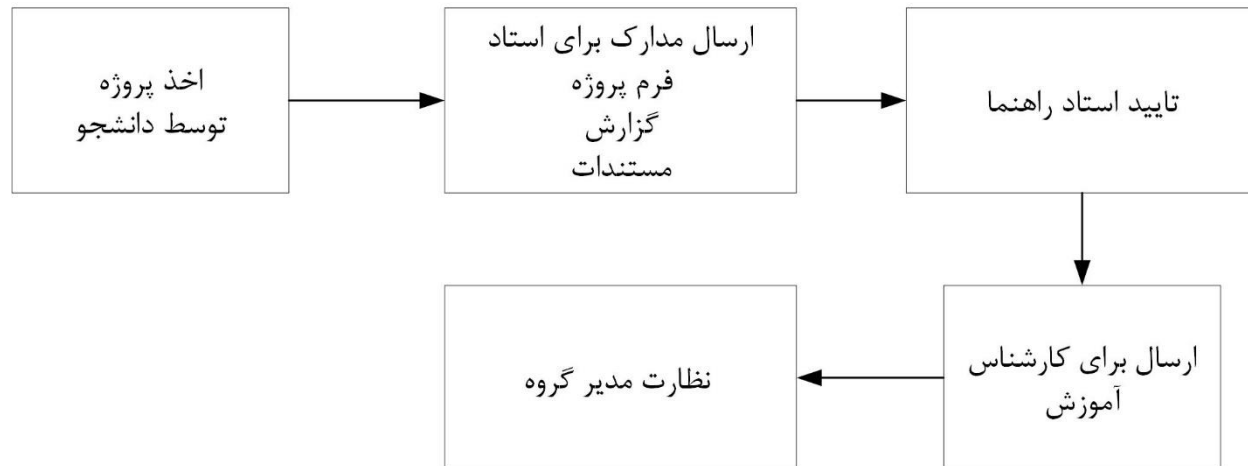 اخذ پروژه
توسط دانشجو
ارسال مدارک برای استاد
فرم پروژه
گزارش
مستندات
تایید استاد راهنما
ارسال برای کارشناس
آموزش
نظارت مدیر گروه